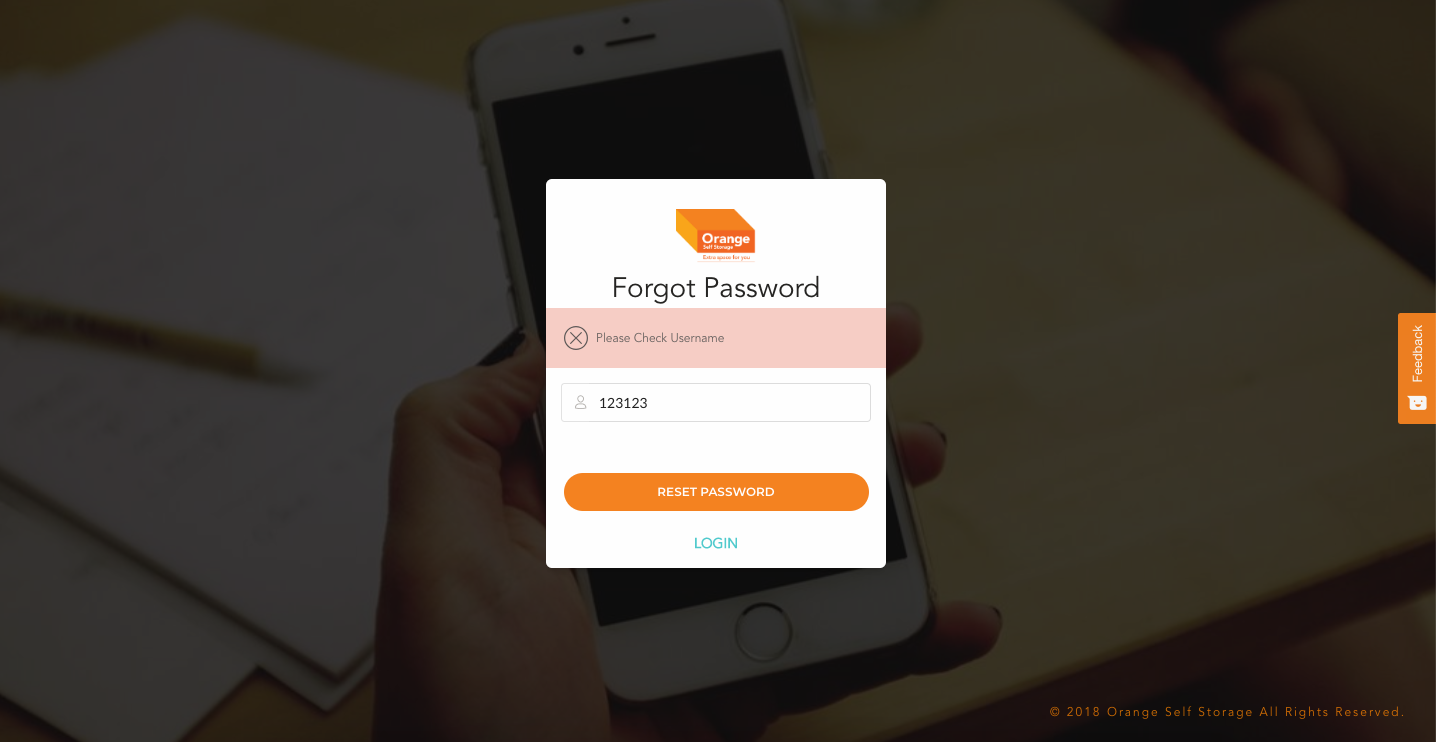 Orange
Self Storage
Extra space for you
Forgot Password
Please Check Username
123123
RESET PASSWORD
LOGIN
Feedback
© 2018 Orange Self Storage All Rights Reserved.